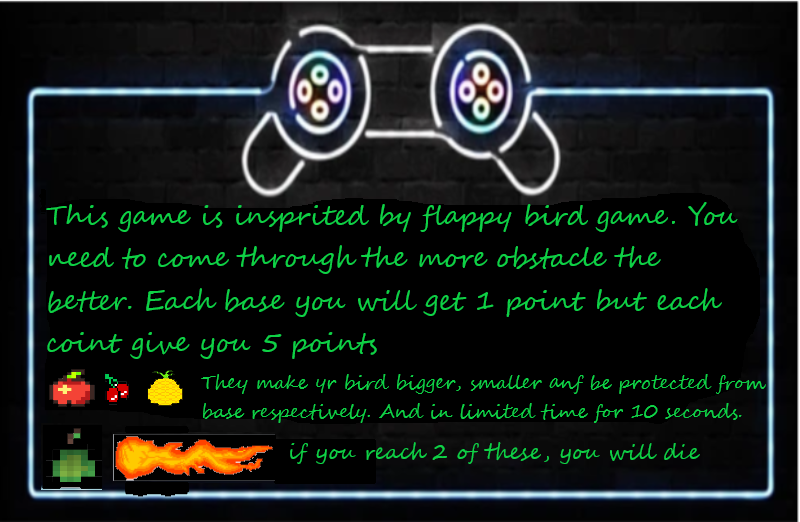 This game is insprited by flappy bird game. You
need to come through the more obstacle the
better. Each base you will get 1 point but each
coint give you 5 points
They make yr bird bigger, smaller anf be protected from
base respectively. And in limited time for 10 seconds.
if you reach 2 of these, you will die